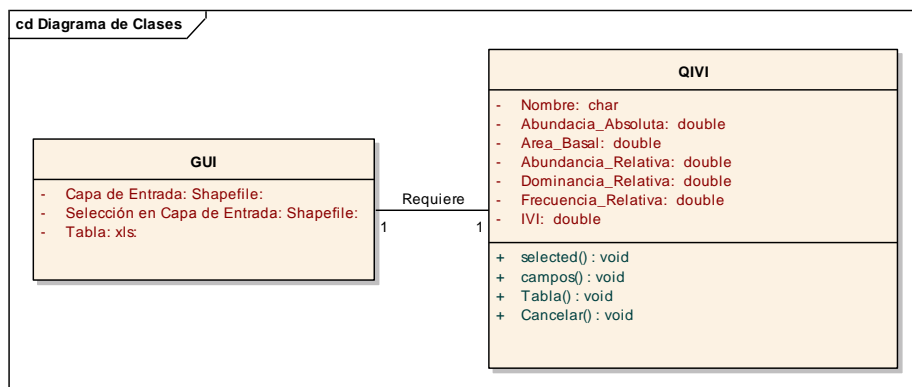 cd Diagrama de Clases
GUI
- Capa de Entrada: Shapefile:
- Selección en Capa de Entrada: Shapefile:
- Tabla: xls:
Requiere
1
1
QIVI
- Nombre: char
- Abundacia_Absoluta: double
- Area_Basal: double
- Abundancia_Relativa: double
- Dominancia_Relativa: double
- Frecuencia_Relativa: double
- IVI: double
+ selected() : void
+ campos() : void
+ Tabla() : void
+ Cancelar() : void